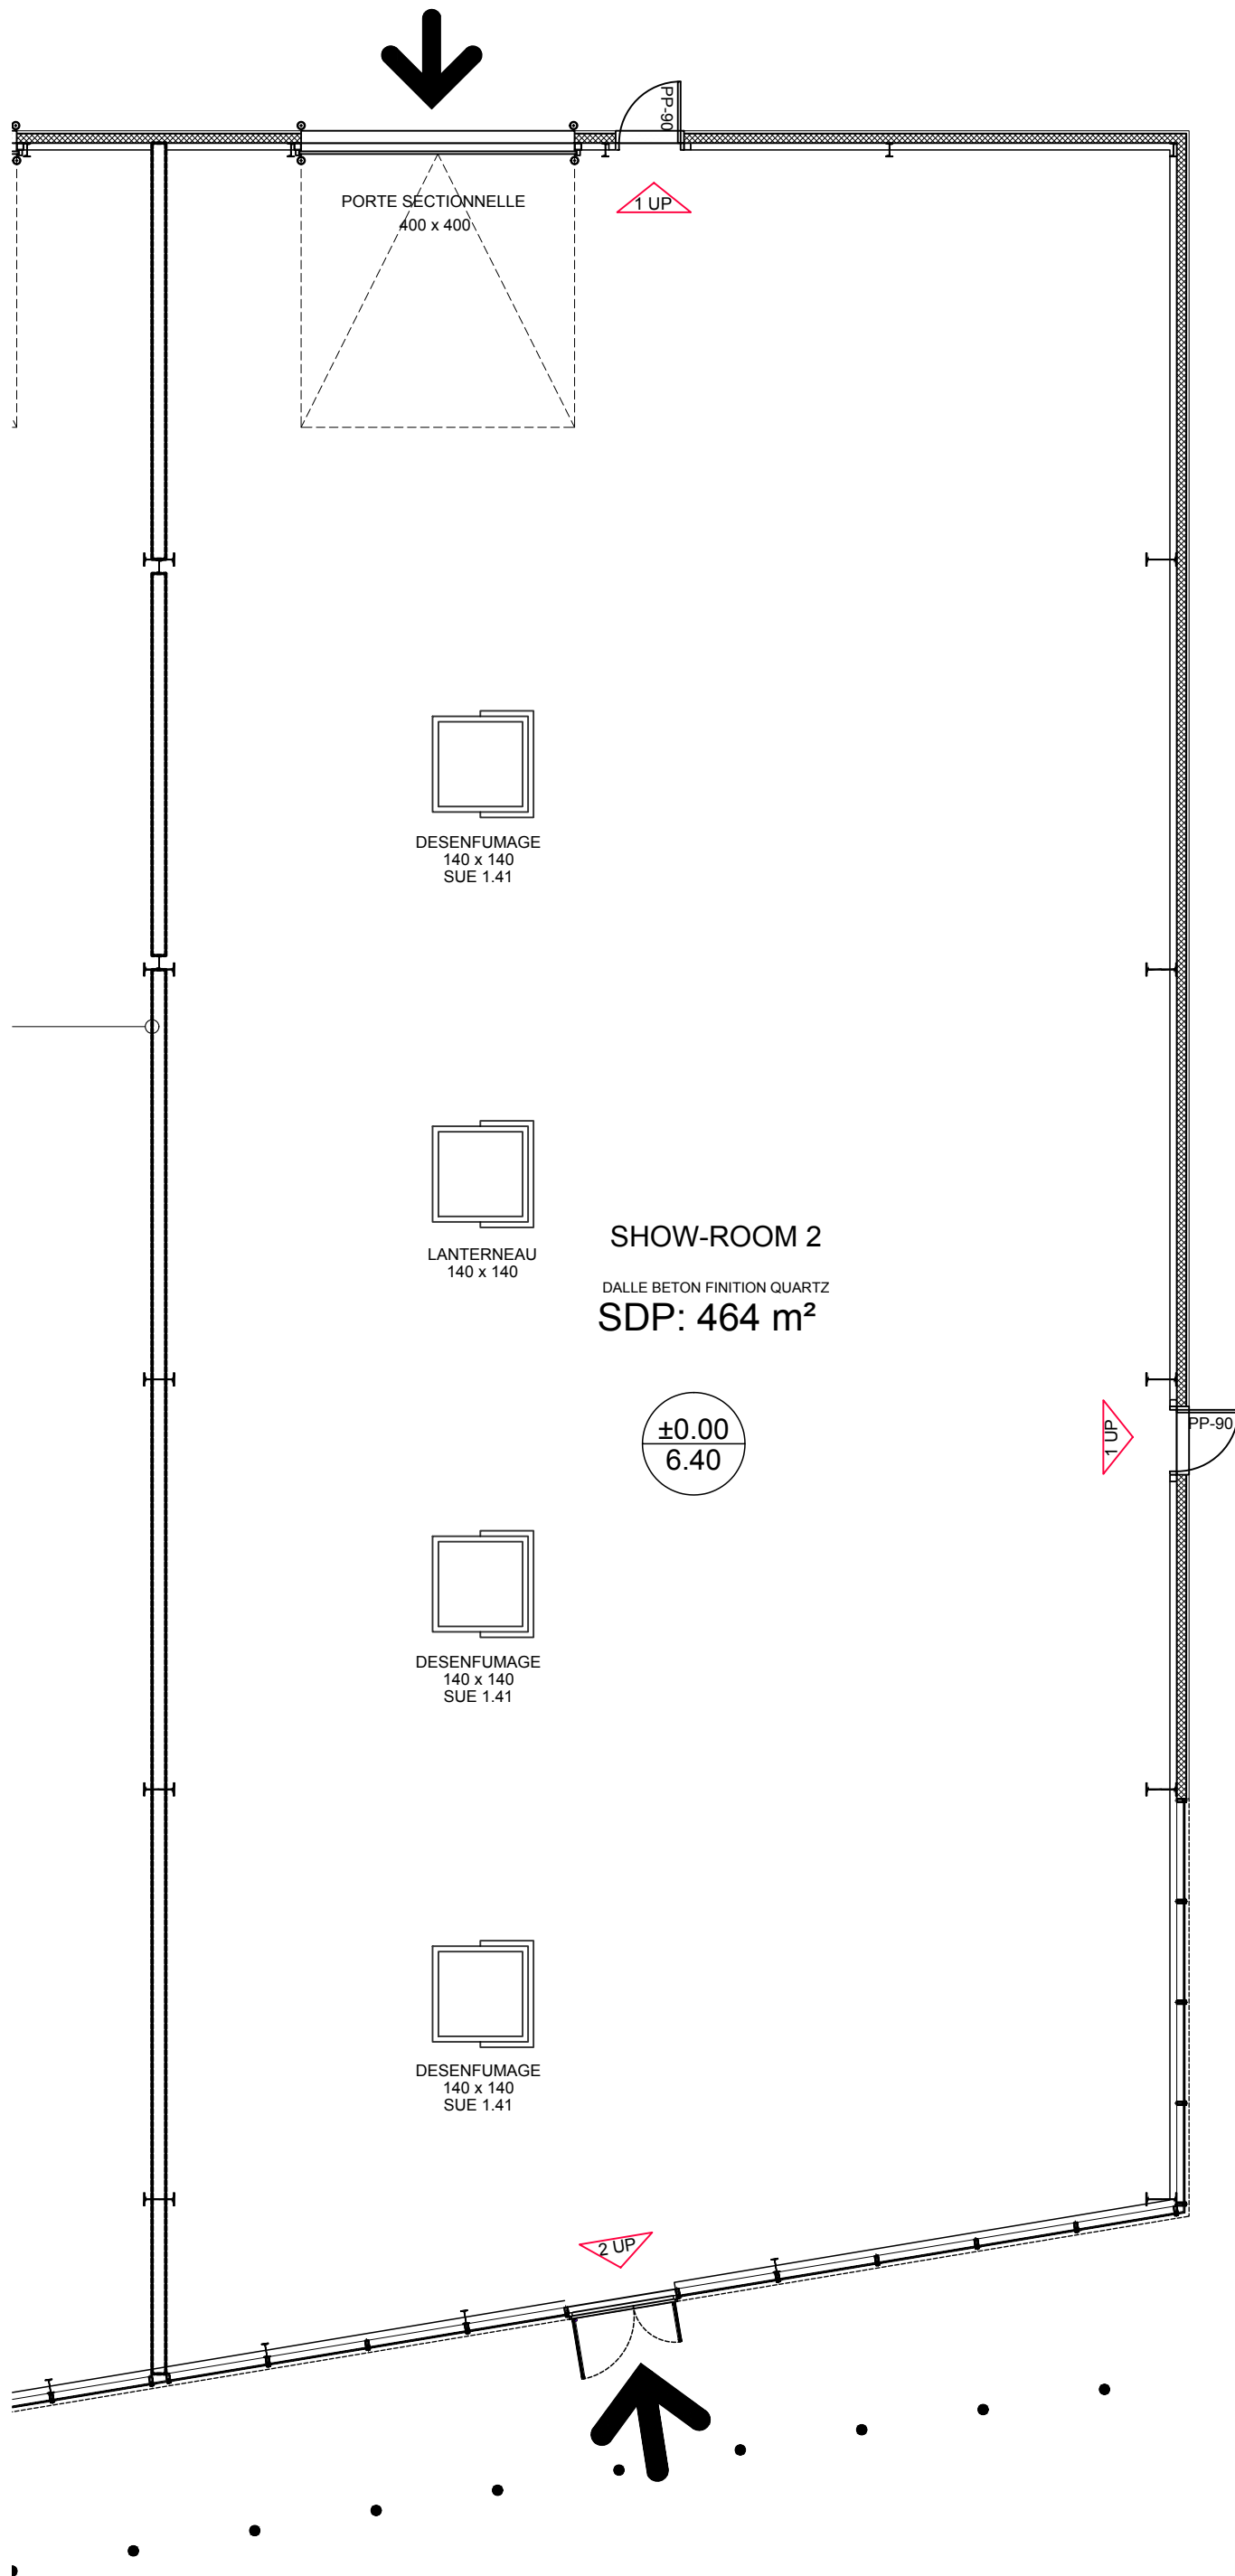 PP-90
PORTE SECTIONNELLE
400 x 400
1 UP
DESENFUMAGE
140 x 140
SUE 1.41
LANTERNEAU
140 x 140
SHOW-ROOM 2
DALLE BETON FINITION QUARTZ
SDP: 464 m²
±0.00
6.40
1 UP
PP-90
DESENFUMAGE
140 x 140
SUE 1.41
DESENFUMAGE
140 x 140
SUE 1.41
2 UP